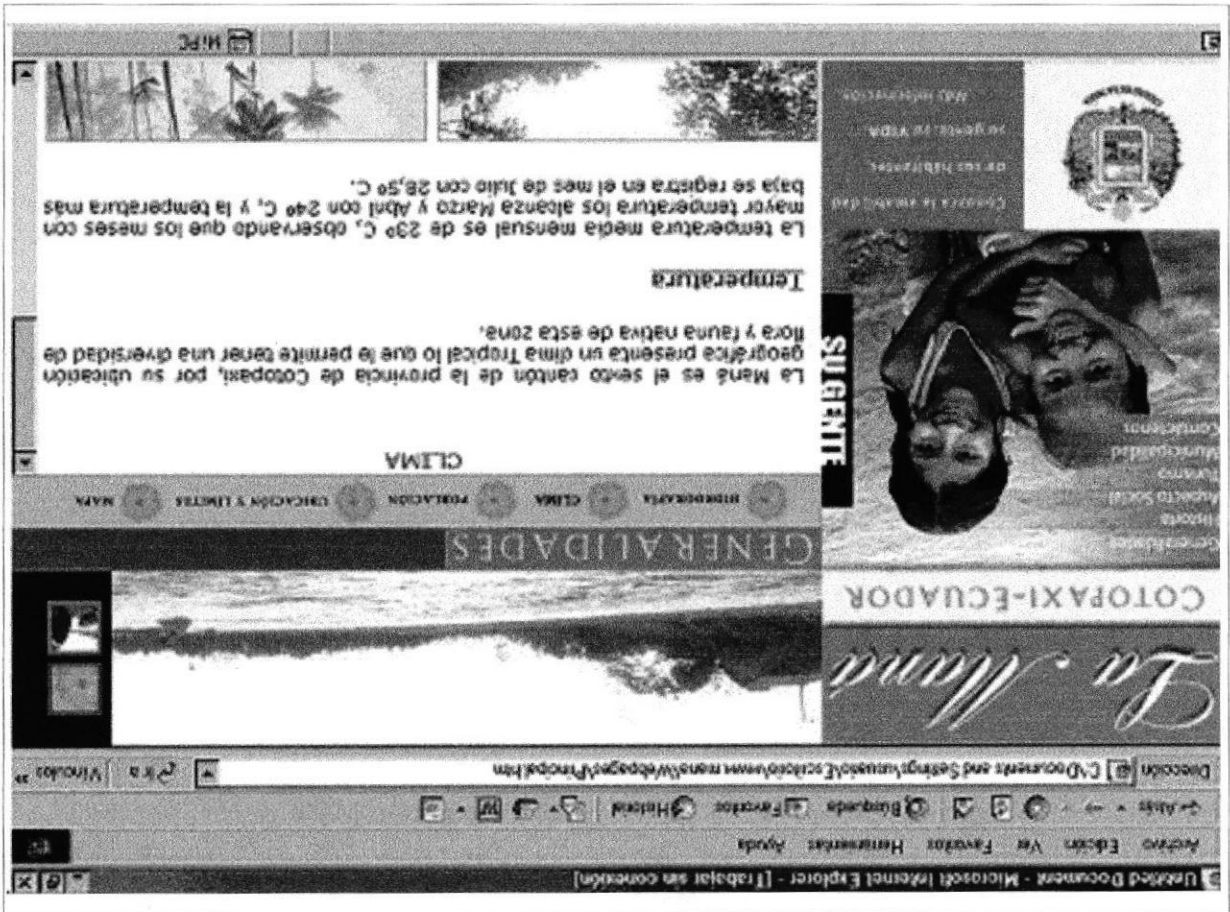 Untitled Document - Microsoft Internet Explorer - [Trabajar sin conexión]
Archivo Edición Ver Favoritos Herramientas Ayuda
Atrás Búsqueda Favoritos Historial
Dirección C:\Documents and Settings\usuario\Escritorio\www.mana\Webpages\Principal.htm Ir a Vínculos »
La Maná
COTOPAXI-ECUADOR
GENERALIDADES
Generalidades
Historia
Aspecto Social
Turismo
Municipalidad
Contáctenos
SU GENTE
HIDROGRAFÍA CLIMA POBLACIÓN UBICACIÓN Y LÍMITES MAPA
CLIMA
La Maná es el sexto cantón de la provincia de Cotopaxi, por su ubicación
geográfica presenta un clima Tropical lo que le permite tener una diversidad de
flora y fauna nativa de esta zona.
Temperatura
La temperatura media mensual es de 23º C, observando que los meses con
mayor temperatura los alcanza Marzo y Abril con 24º C, y la temperatura más
baja se registra en el mes de Julio con 28,5º C.
Conozca la amabilidad
de sus habitantes
su gente, su VIDA.
Más información
Mi PC